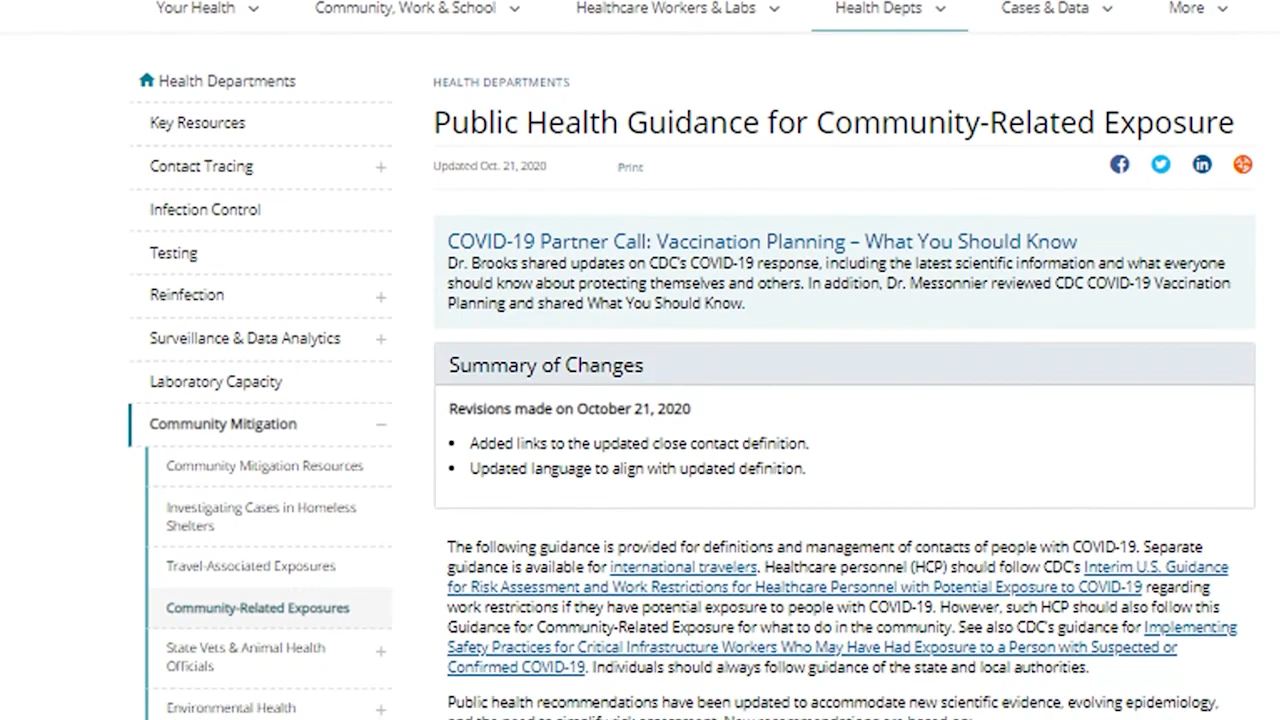 Your Health
Community, Work & School
Healthcare Workers & Labs
Health Depts
Cases & Data
More
Health Departments
Key Resources
Contact Tracing
Infection Control
Testing
Reinfection
Surveillance & Data Analytics
Laboratory Capacity
Community Mitigation
Community Mitigation Resources
Investigating Cases in Homeless
Shelters
Travel-Associated Exposures
Community-Related Exposures
State Vets & Animal Health
Officials
Environmental Health
HEALTH DEPARTMENTS
Public Health Guidance for Community-Related Exposure
Updated Oct. 21, 2020
Print
COVID-19 Partner Call: Vaccination Planning – What You Should Know
Dr. Brooks shared updates on CDC's COVID-19 response, including the latest scientific information and what everyone
should know about protecting themselves and others. In addition, Dr. Messonnier reviewed CDC COVID-19 Vaccination
Planning and shared What You Should Know.
Summary of Changes
Revisions made on October 21, 2020
• Added links to the updated close contact definition.
• Updated language to align with updated definition.
The following guidance is provided for definitions and management of contacts of people with COVID-19. Separate
guidance is available for international travelers. Healthcare personnel (HCP) should follow CDC's Interim U.S. Guidance
for Risk Assessment and Work Restrictions for Healthcare Personnel with Potential Exposure to COVID-19 regarding
work restrictions if they have potential exposure to people with COVID-19. However, such HCP should also follow this
Guidance for Community-Related Exposure for what to do in the community. See also CDC's guidance for Implementing
Safety Practices for Critical Infrastructure Workers Who May Have Had Exposure to a Person with Suspected or
Confirmed COVID-19. Individuals should always follow guidance of the state and local authorities.
Public health recommendations have been updated to accommodate new scientific evidence, evolving epidemiology,